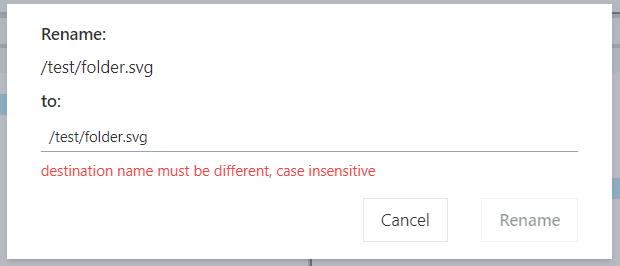 Rename:
/test/folder.svg
to:
/test/folder.svg
destination name must be different, case insensitive
Cancel Rename